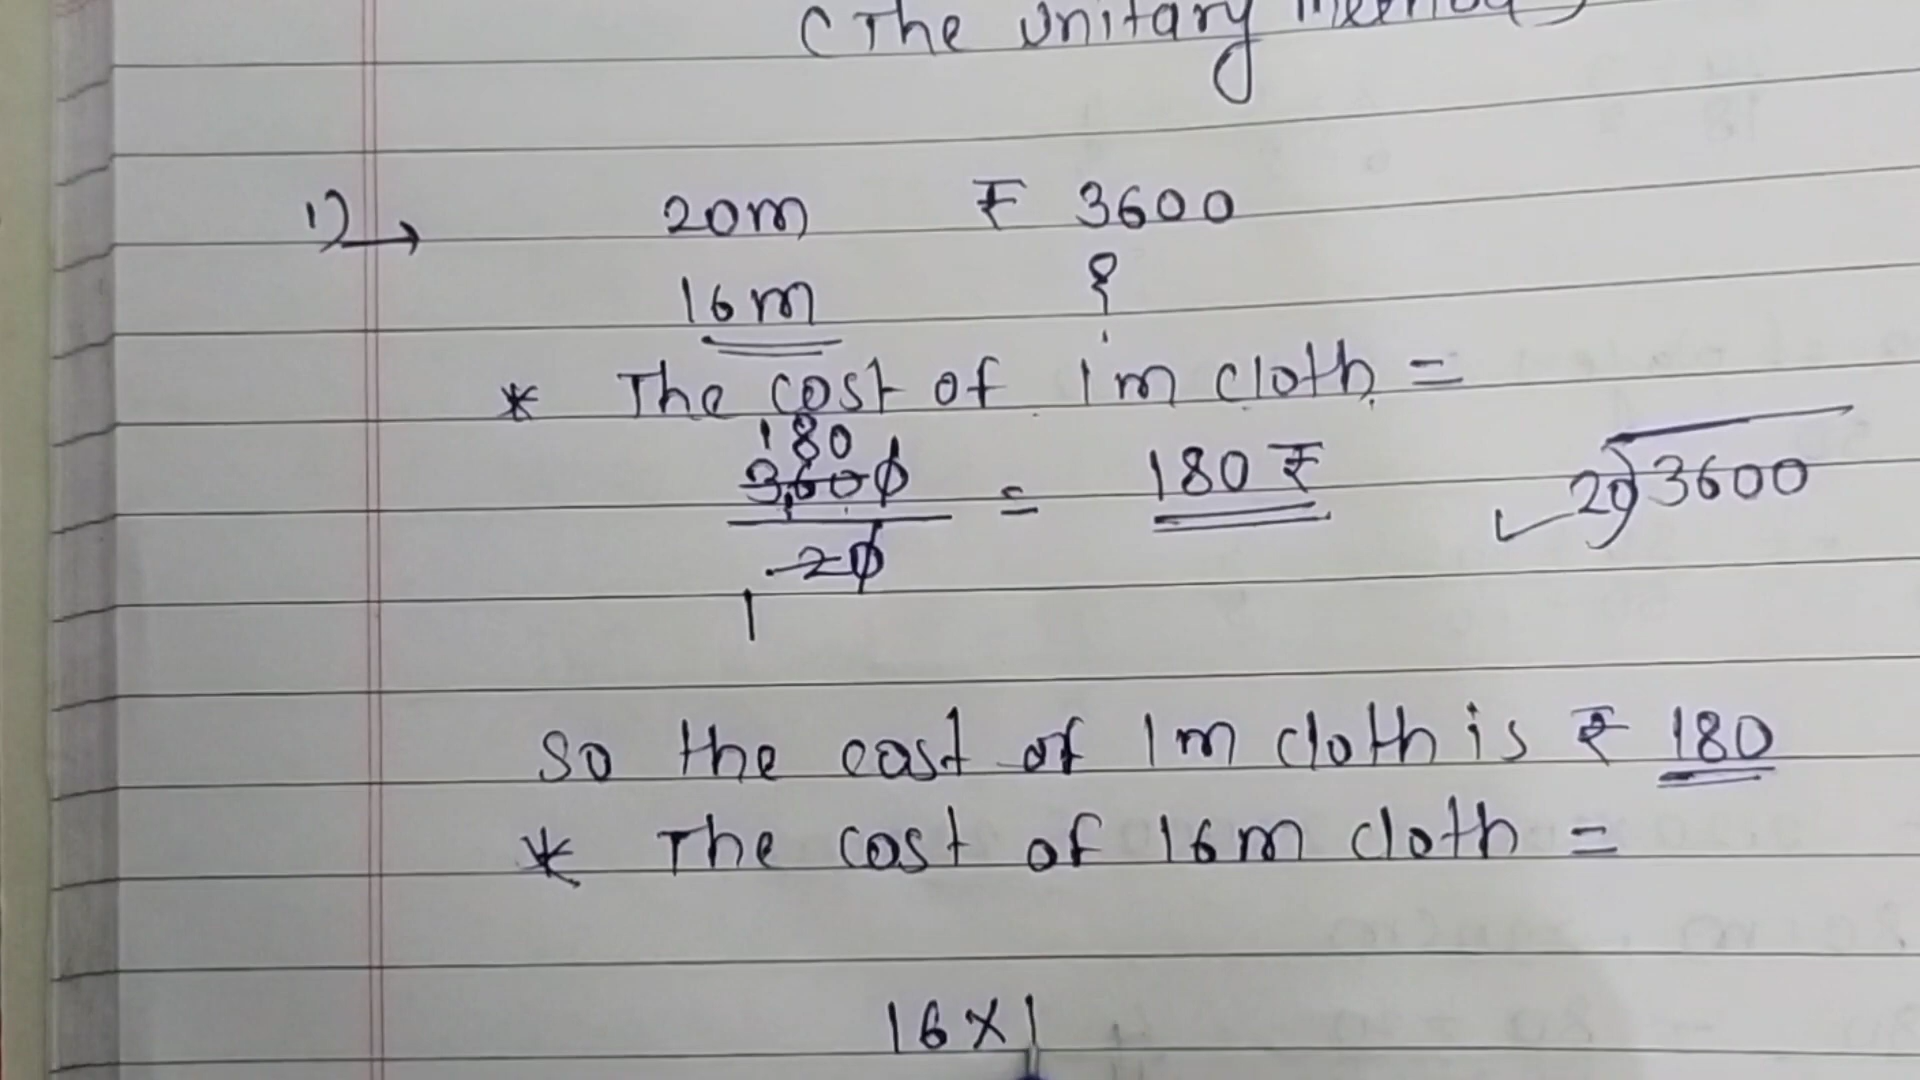 (The unitary method)
1) → 20m ₹ 3600
16m ?
* The cost of 1m cloth =
180
3600 / 20 = 180 ₹ 20)3600
1
So the cost of 1m cloth is ₹ 180
* The cost of 16m cloth =
16 × 1